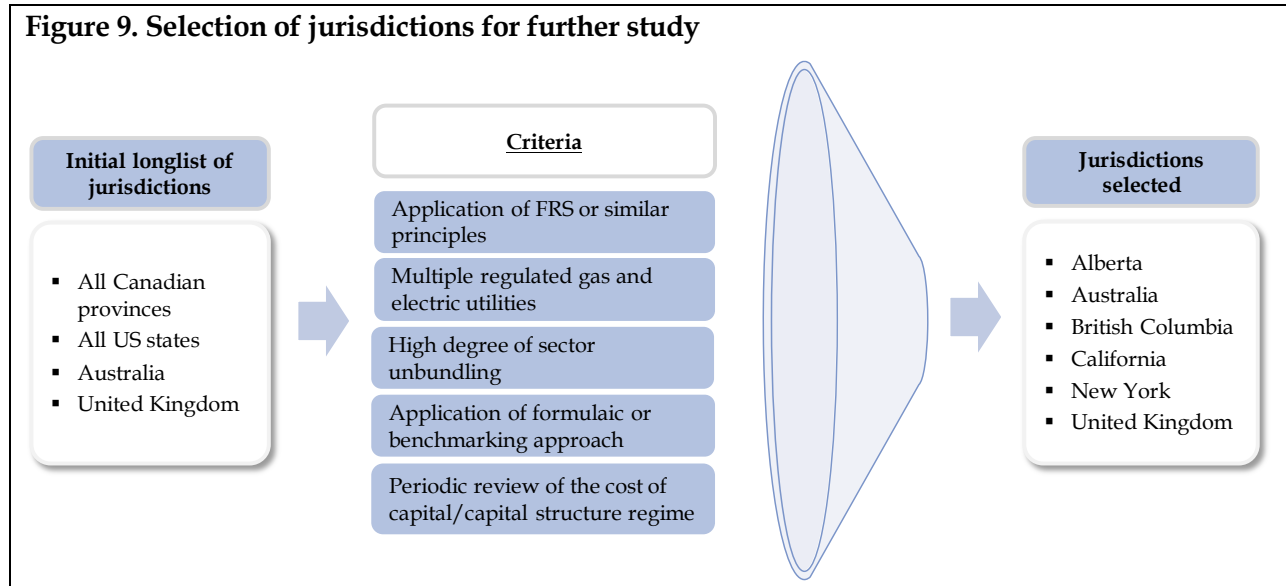 Figure 9. Selection of jurisdictions for further study
Initial longlist of
jurisdictions
▪ All Canadian
provinces
▪ All US states
▪ Australia
▪ United Kingdom
Criteria
Application of FRS or similar
principles
Multiple regulated gas and
electric utilities
High degree of sector
unbundling
Application of formulaic or
benchmarking approach
Periodic review of the cost of
capital/capital structure regime
Jurisdictions
selected
▪ Alberta
▪ Australia
▪ British Columbia
▪ California
▪ New York
▪ United Kingdom